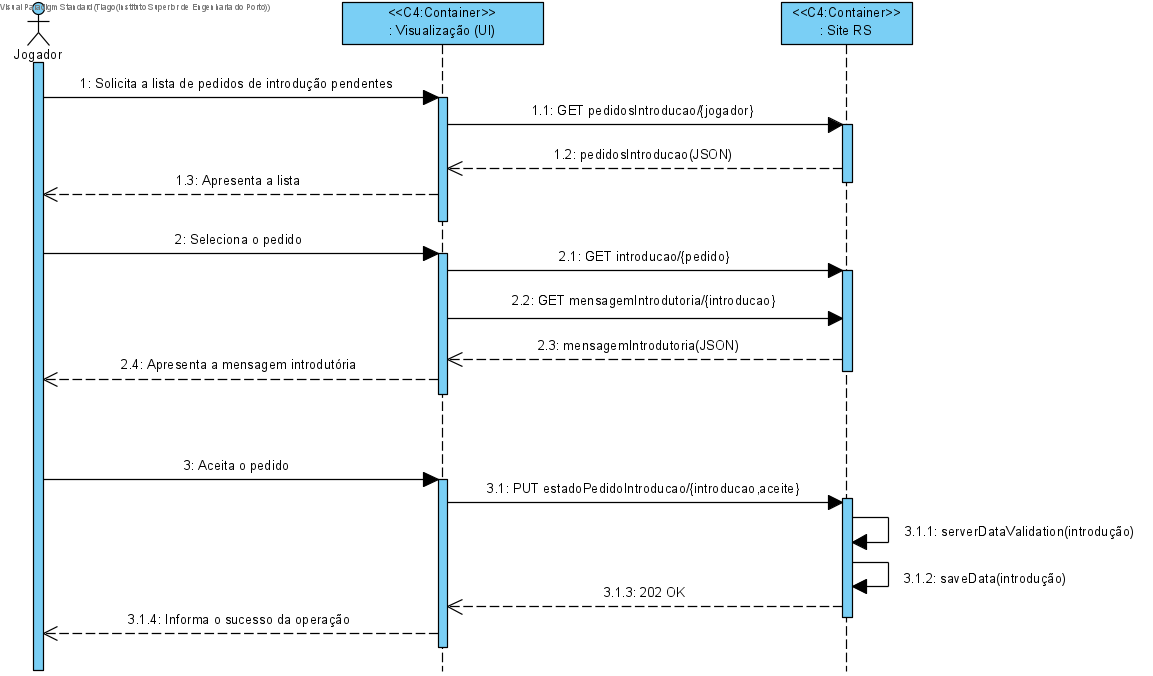 Visual Paradigm Standard(Tiago(Instituto Superior de Engenharia do Porto))
<<C4:Container>>
: Visualização (UI)
<<C4:Container>>
: Site RS
Jogador
1: Solicita a lista de pedidos de introdução pendentes
1.1: GET pedidosIntroducao/{jogador}
1.2: pedidosIntroducao(JSON)
1.3: Apresenta a lista
2: Seleciona o pedido
2.1: GET introducao/{pedido}
2.2: GET mensagemIntrodutoria/{introducao}
2.3: mensagemIntrodutoria(JSON)
2.4: Apresenta a mensagem introdutória
3: Aceita o pedido
3.1: PUT estadoPedidoIntroducao/{introducao,aceite}
3.1.1: serverDataValidation(introdução)
3.1.2: saveData(introdução)
3.1.3: 202 OK
3.1.4: Informa o sucesso da operação